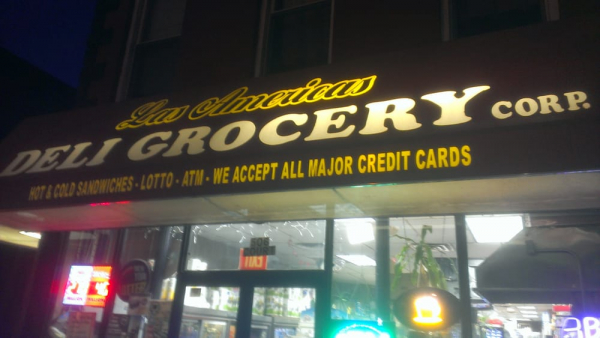 Las Americas
DELI GROCERY CORP.
HOT & COLD SANDWICHES - LOTTO - ATM - WE ACCEPT ALL MAJOR CREDIT CARDS